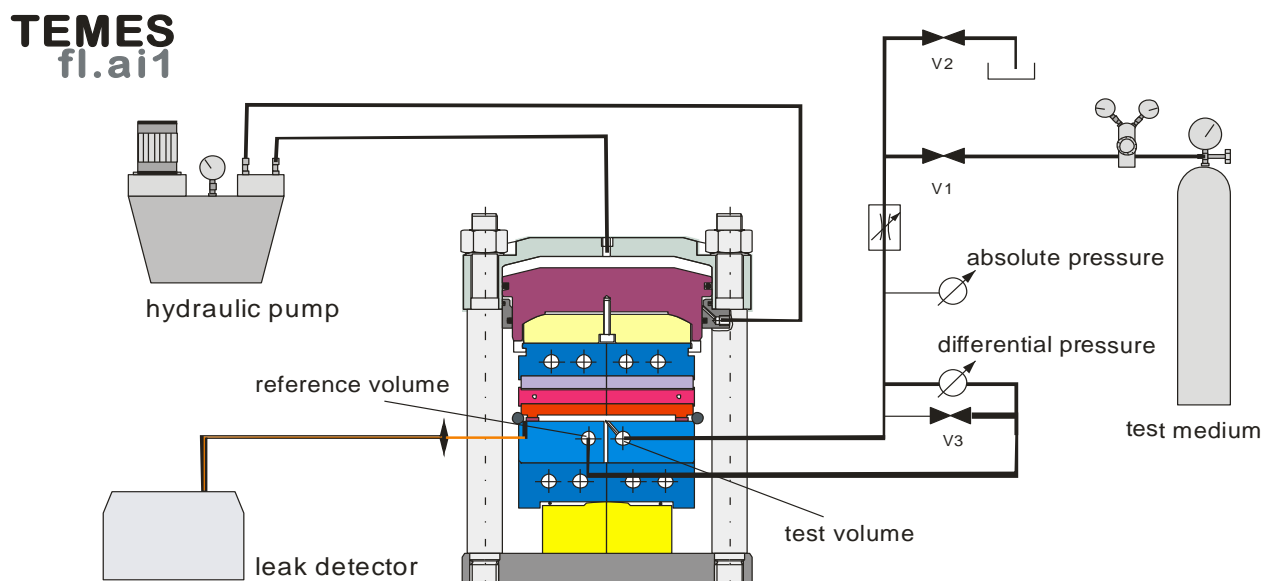 TEMES
fl.ai1
V2
V1
absolute pressure
hydraulic pump
differential pressure
reference volume
V3
test medium
test volume
leak detector